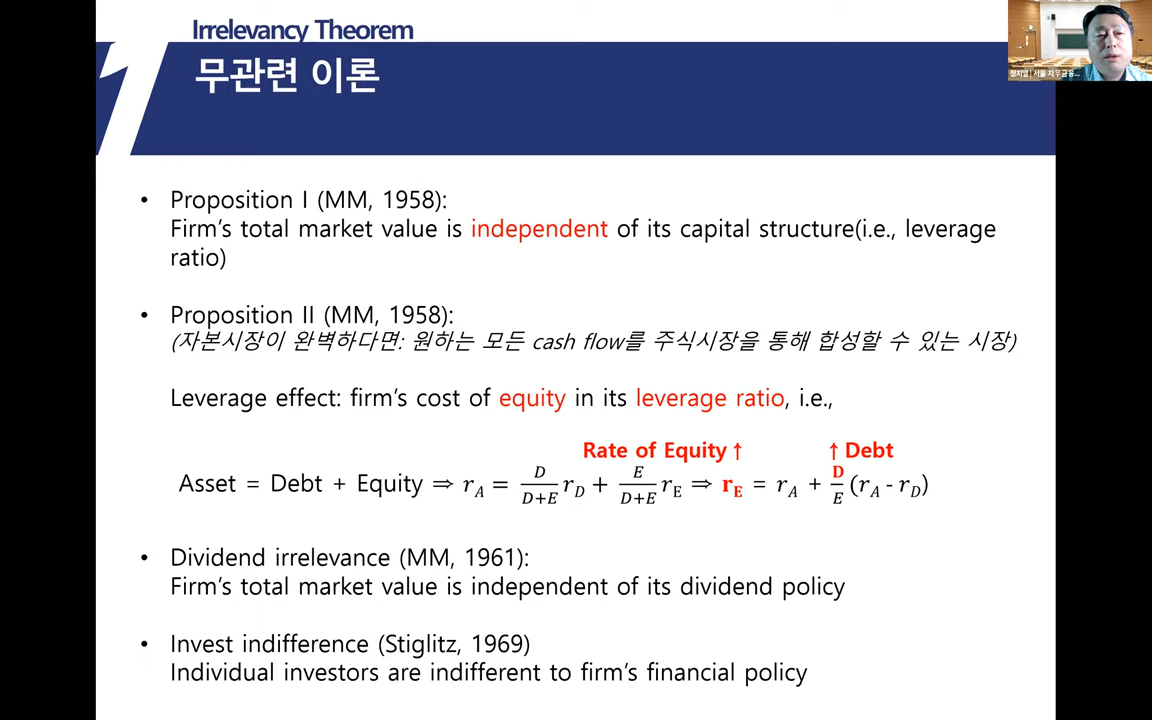 Irrelevancy Theorem
1
무관련 이론
• Proposition I (MM, 1958):
Firm's total market value is independent of its capital structure(i.e., leverage
ratio)
• Proposition II (MM, 1958):
(자본시장이 완벽하다면: 원하는 모든 cash flow를 주식시장을 통해 합성할 수 있는 시장)
Leverage effect: firm's cost of equity in its leverage ratio, i.e.,
Rate of Equity ↑ ↑ Debt
Asset = Debt + Equity ⇒ r_A = D/(D+E) r_D + E/(D+E) r_E ⇒ r_E = r_A + D/E (r_A - r_D)
• Dividend irrelevance (MM, 1961):
Firm's total market value is independent of its dividend policy
• Invest indifference (Stiglitz, 1969)
Individual investors are indifferent to firm's financial policy